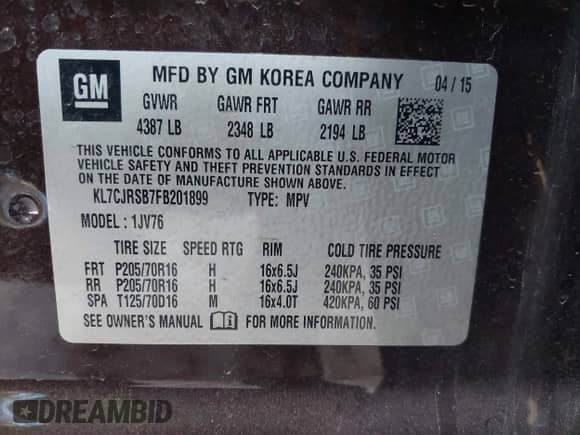 GM MFD BY GM KOREA COMPANY 04 / 15
GVWR GAWR FRT GAWR RR
4387 LB 2348 LB 2194 LB
THIS VEHICLE CONFORMS TO ALL APPLICABLE U.S. FEDERAL MOTOR
VEHICLE SAFETY AND THEFT PREVENTION STANDARDS IN EFFECT
ON THE DATE OF MANUFACTURE SHOWN ABOVE.
KL7CJRSB7FB201899 TYPE: MPV
MODEL : 1JV76
TIRE SIZE SPEED RTG RIM COLD TIRE PRESSURE
FRT P205/70R16 H 16x6.5J 240KPA, 35 PSI
RR P205/70R16 H 16x6.5J 240KPA, 35 PSI
SPA T125/70D16 M 16x4.0T 420KPA, 60 PSI
SEE OWNER'S MANUAL FOR MORE INFORMATION.
DREAMBID